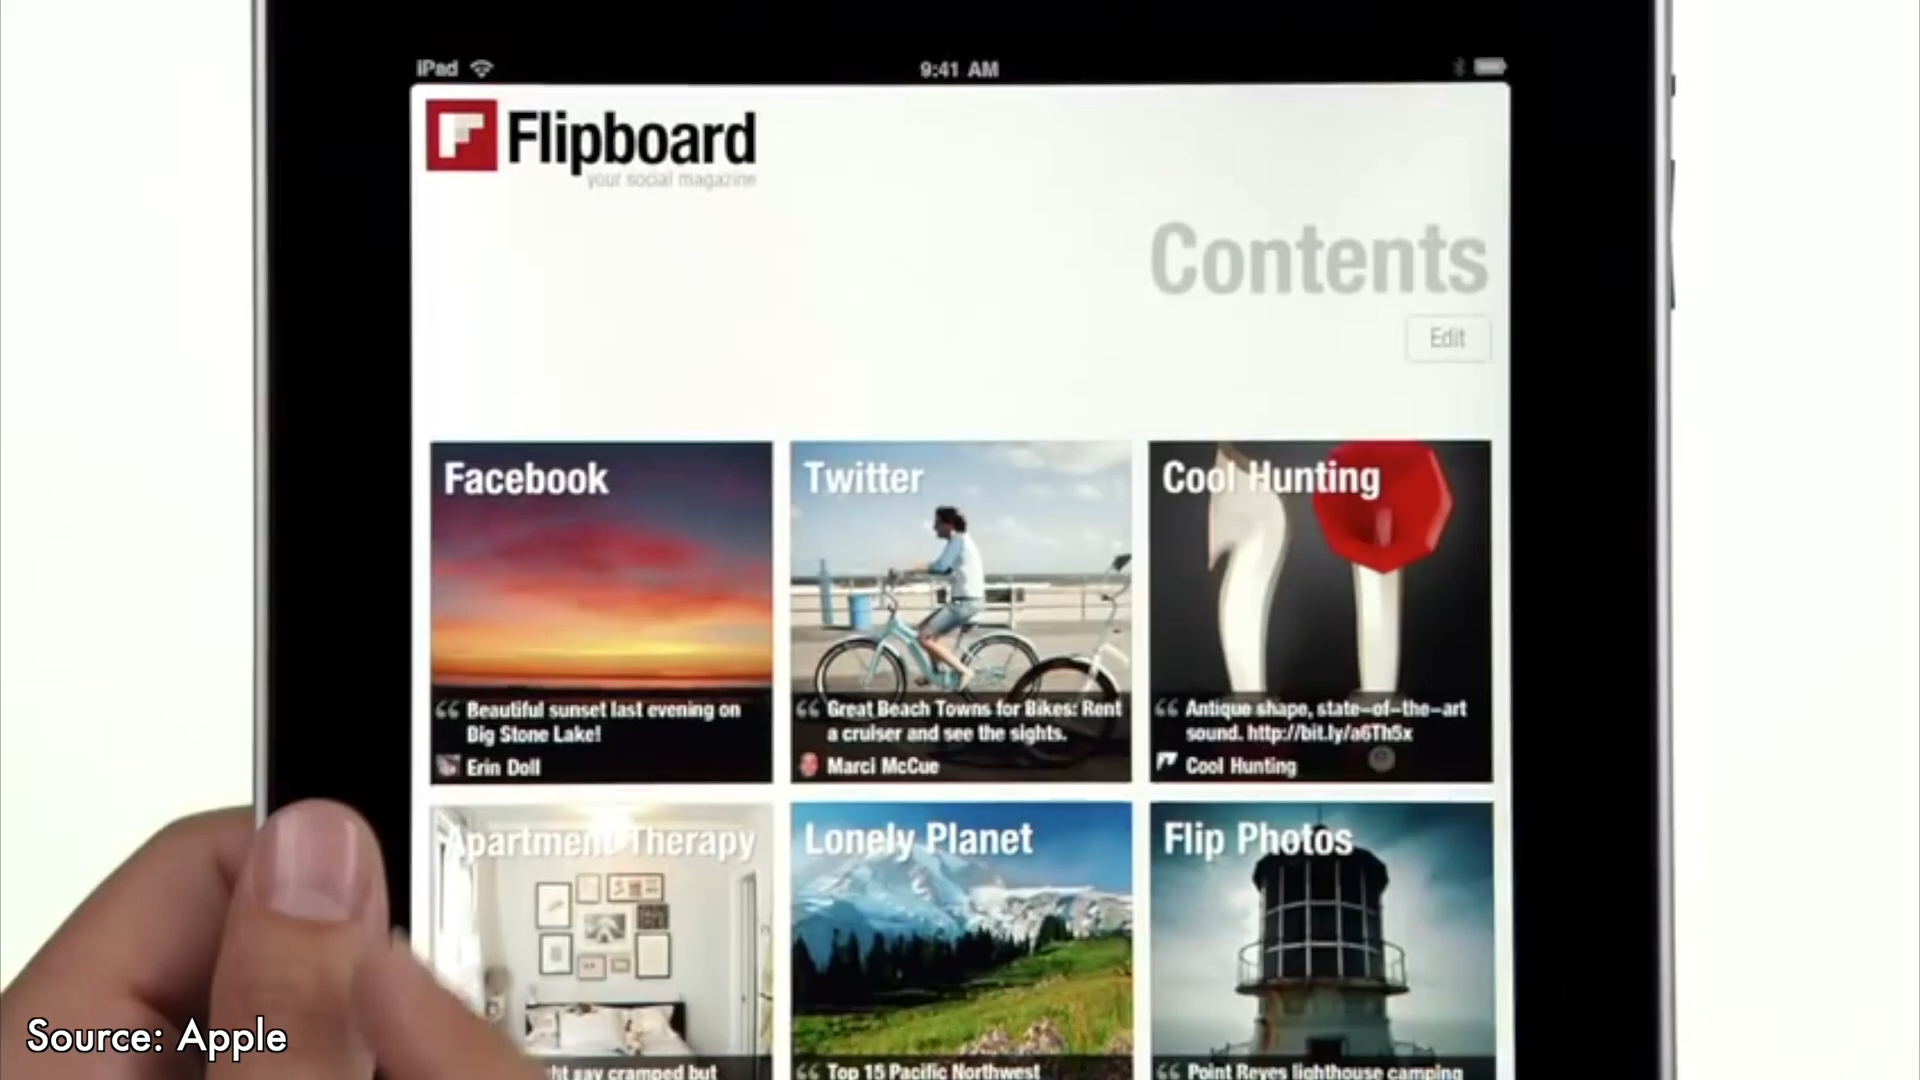 iPad
9:41 AM
Flipboard
your social magazine
Contents
Edit
Facebook
“ Beautiful sunset last evening on
Big Stone Lake!
Erin Doll
Twitter
“ Great Beach Towns for Bikes: Rent
a cruiser and see the sights.
Marci McCue
Cool Hunting
“ Antique shape, state-of-the-art
sound. http://bit.ly/a6Th5x
Cool Hunting
Apartment Therapy
say cramped but
Lonely Planet
“ Top 15 Pacific Northwest
Flip Photos
“ Point Reyes lighthouse camping
Source: Apple